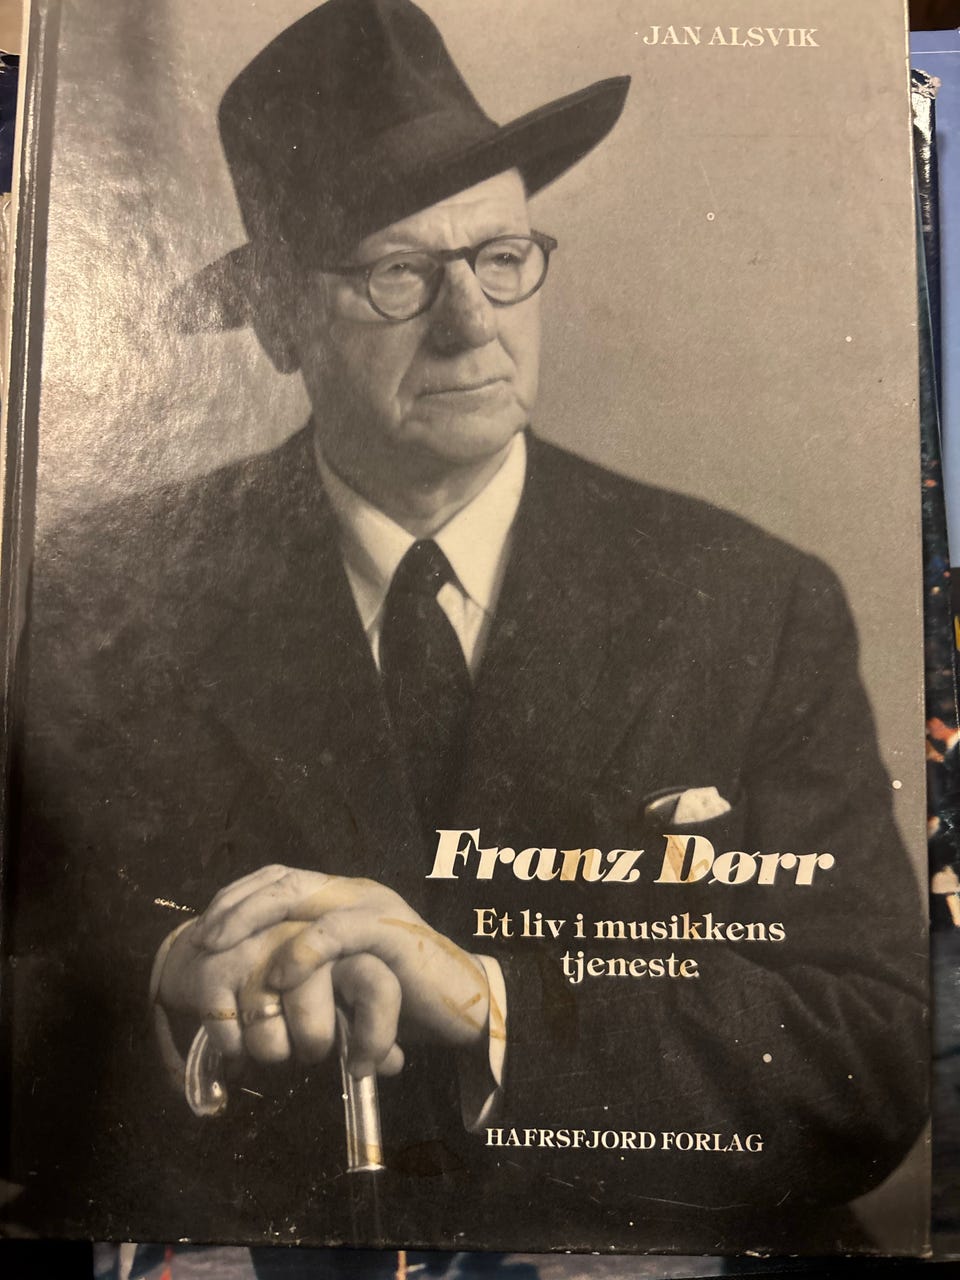 JAN ALSVIK
Franz Dørr
Et liv i musikkens
tjeneste
HAFRSFJORD FORLAG